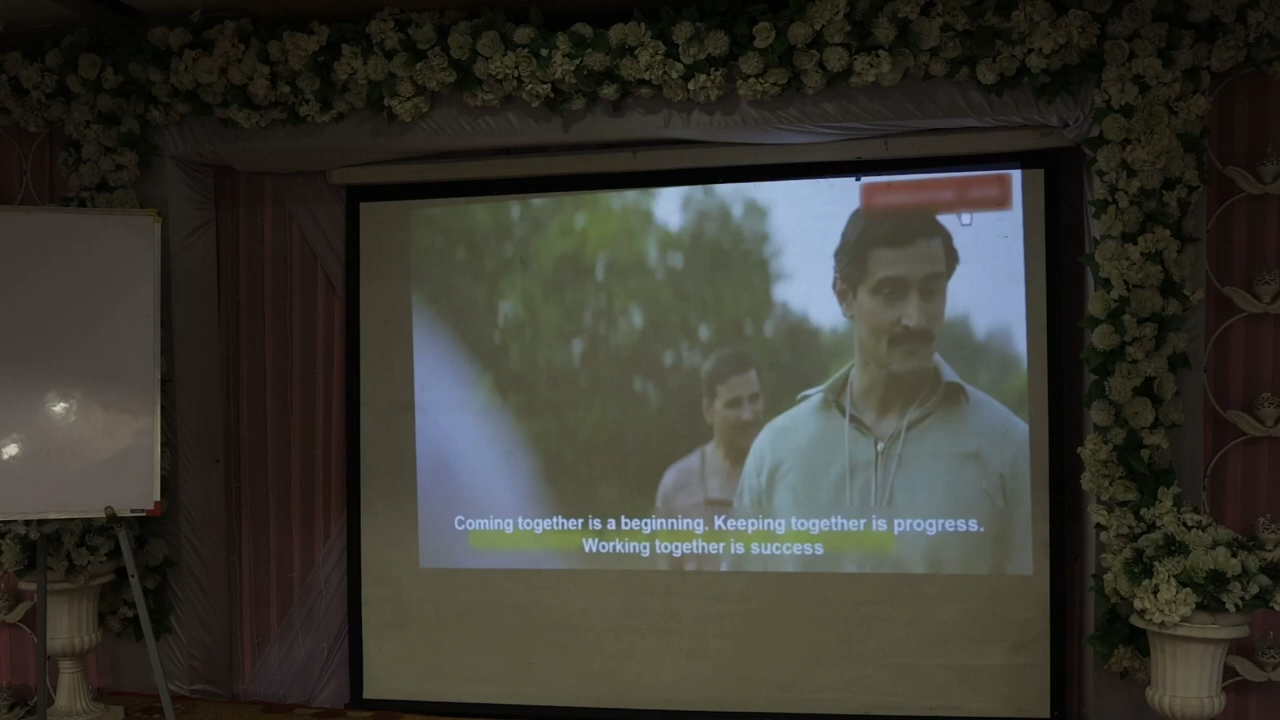 Coming together is a beginning. Keeping together is progress.
Working together is success